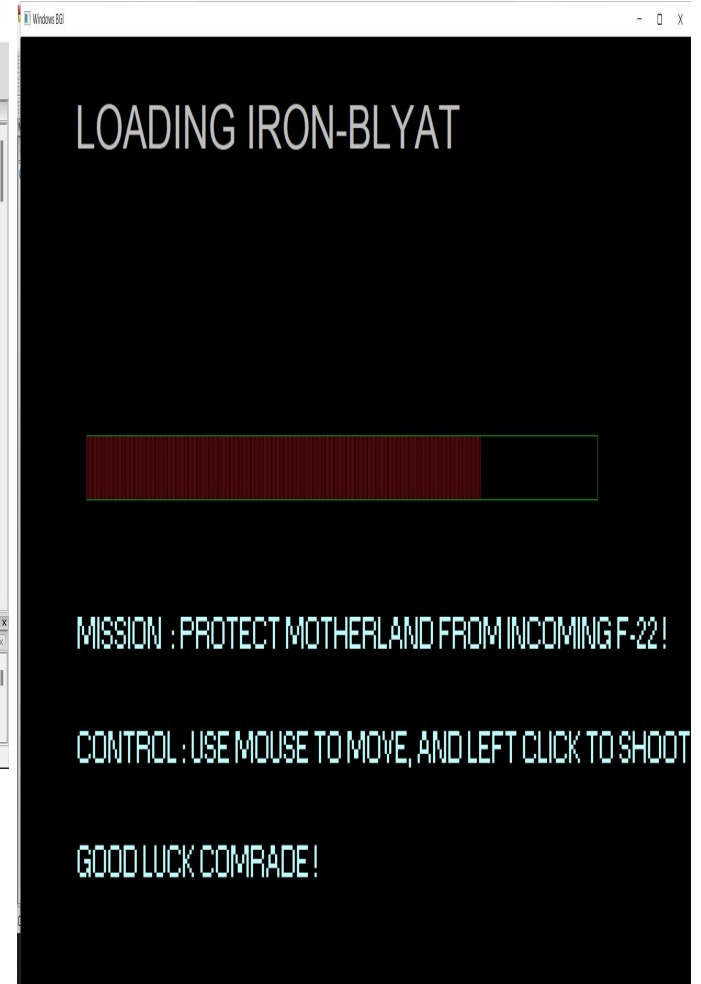 Windows BGI
LOADING IRON-BLYAT
MISSION : PROTECT MOTHERLAND FROM INCOMING F-22 !
CONTROL : USE MOUSE TO MOVE, AND LEFT CLICK TO SHOOT
GOOD LUCK COMRADE !